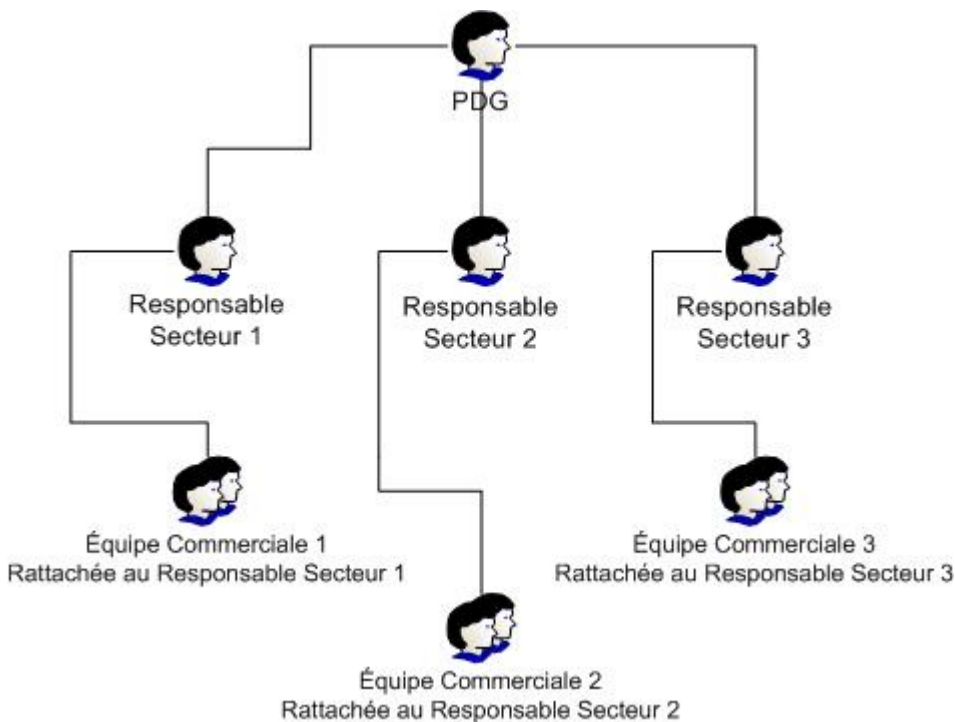 PDG
Responsable
Secteur 1
Responsable
Secteur 2
Responsable
Secteur 3
Équipe Commerciale 1
Rattachée au Responsable Secteur 1
Équipe Commerciale 3
Rattachée au Responsable Secteur 3
Équipe Commerciale 2
Rattachée au Responsable Secteur 2